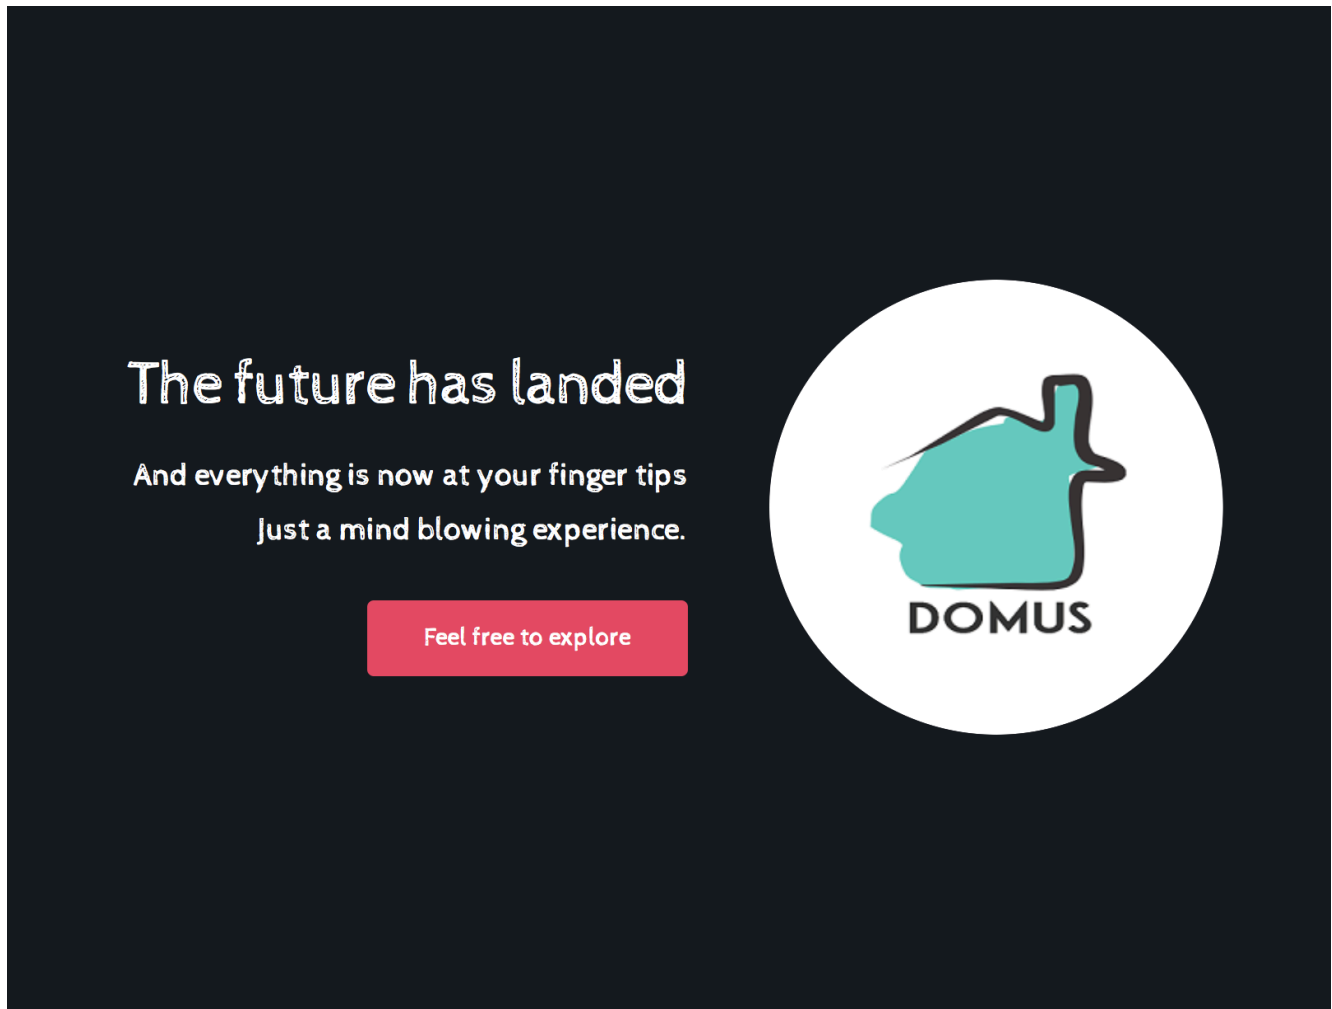 The future has landed
And everything is now at your finger tips
Just a mind blowing experience.
Feel free to explore
DOMUS